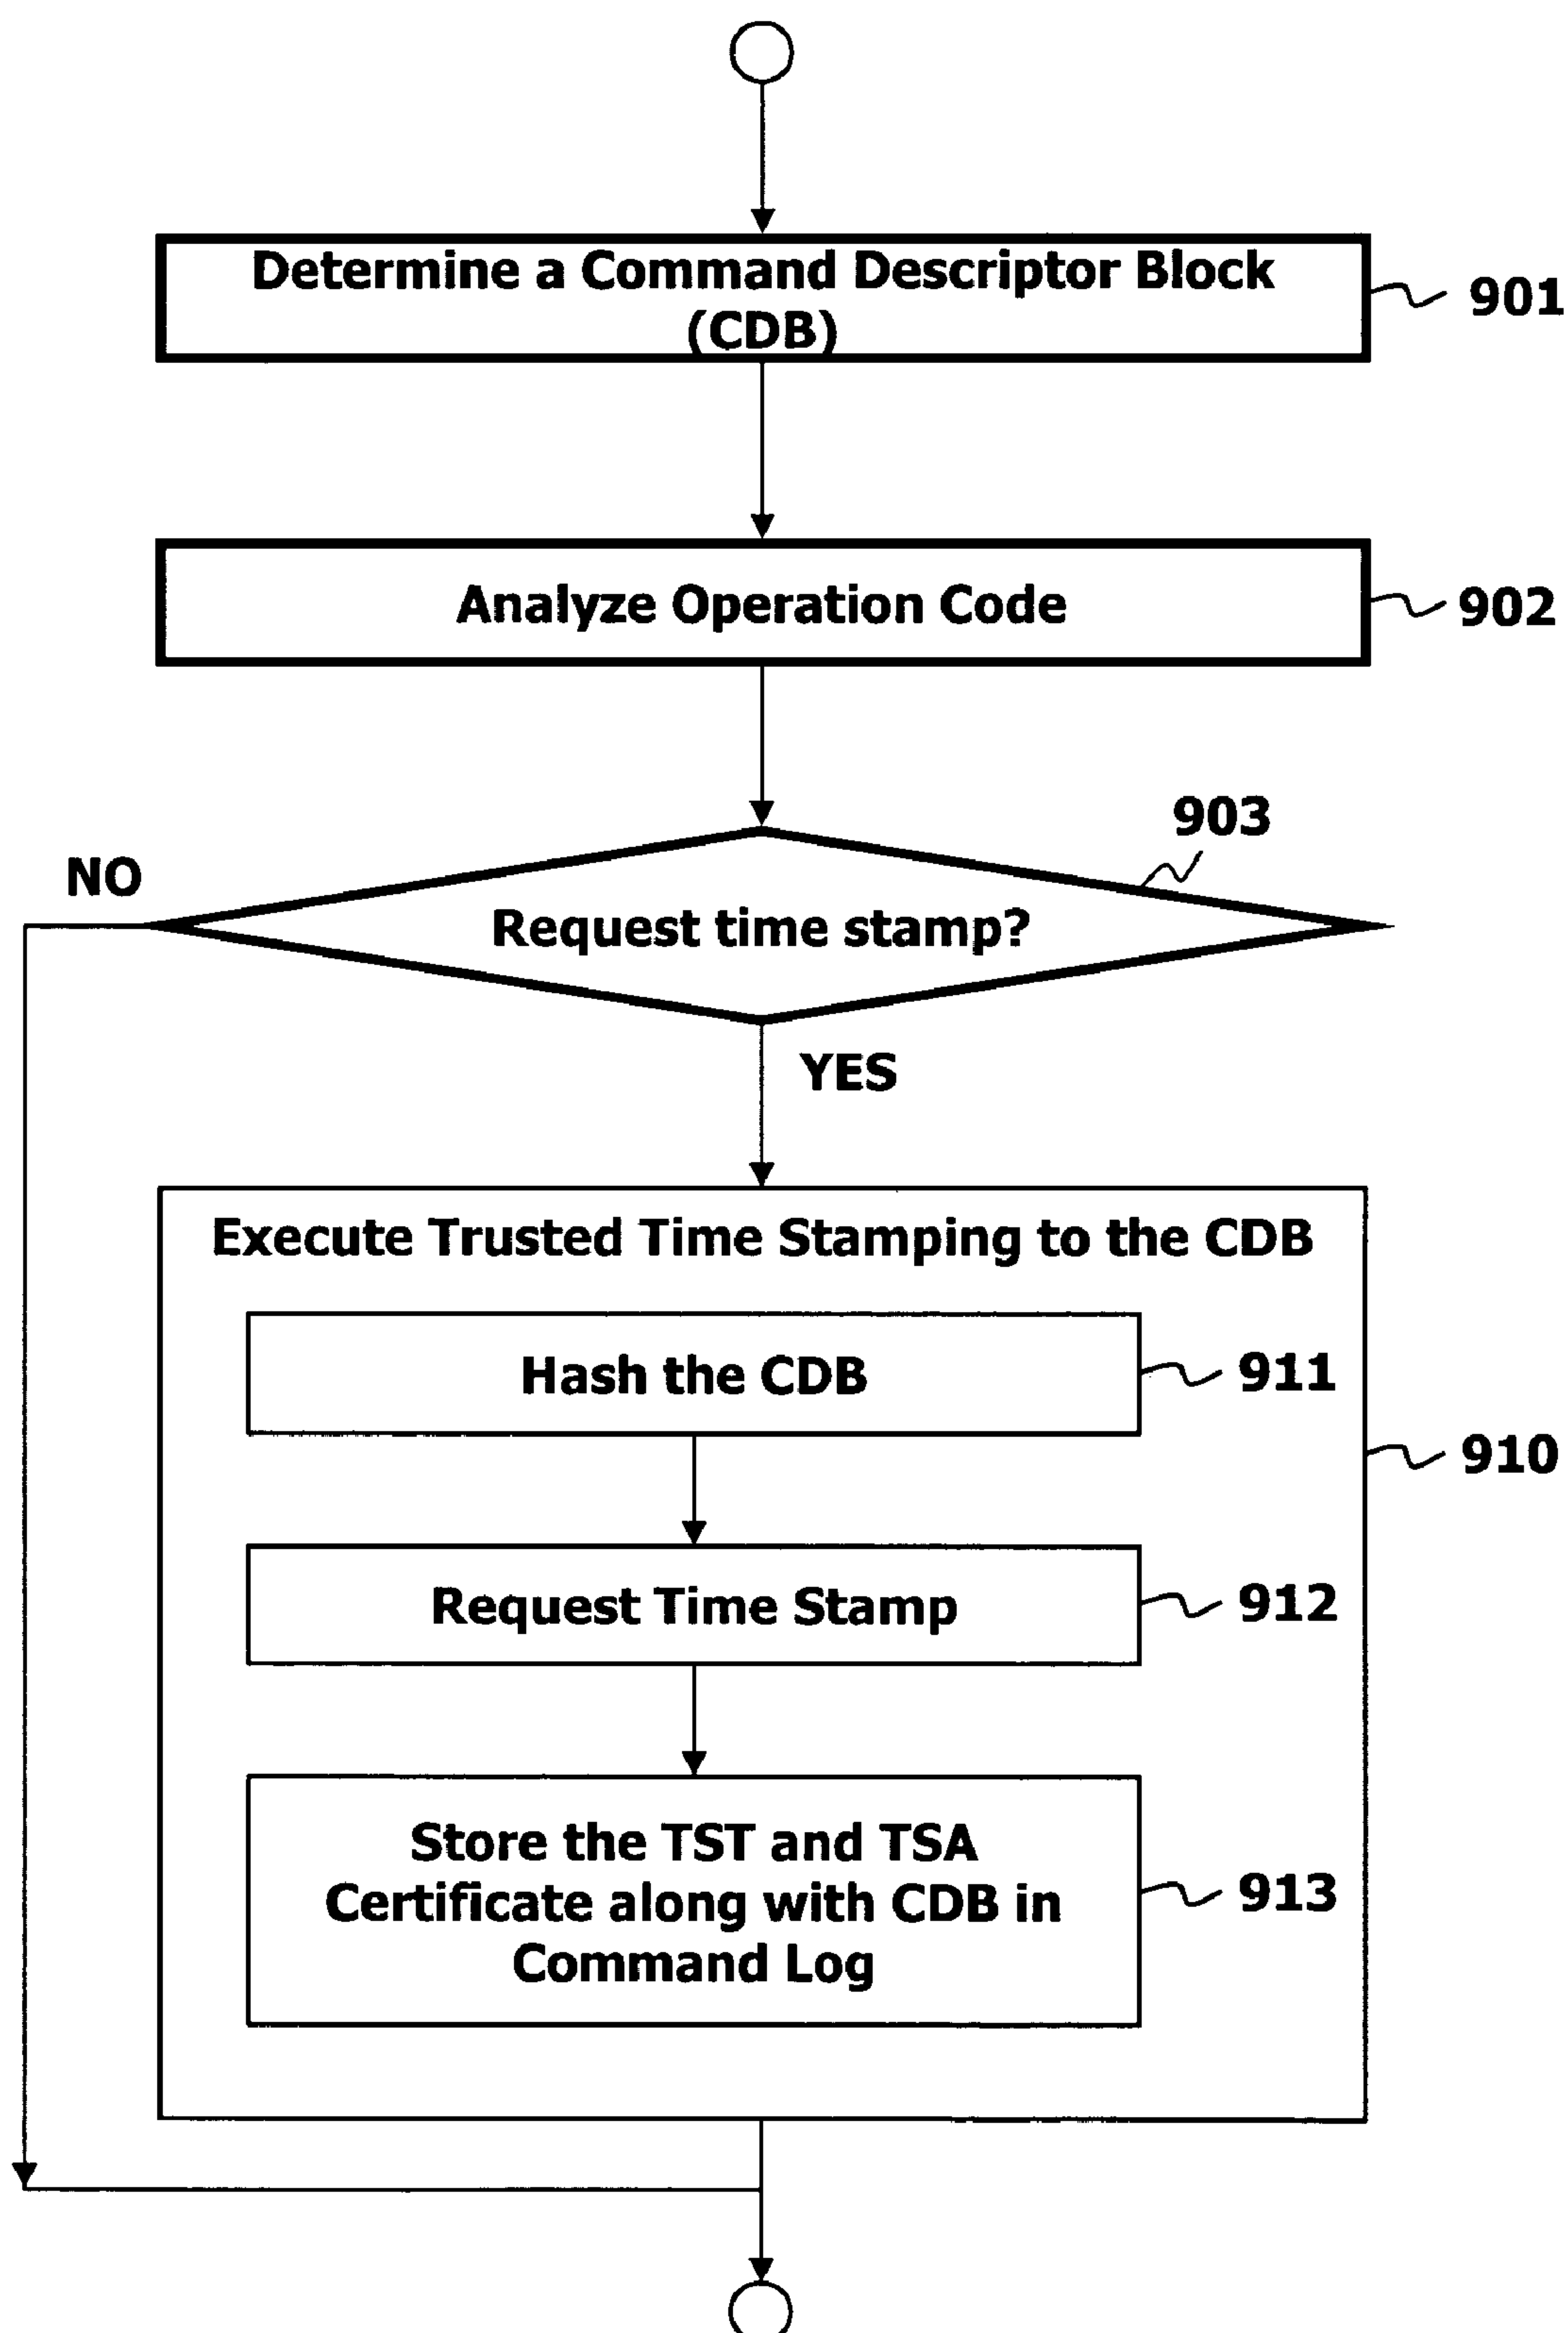 Determine a Command Descriptor Block
(CDB)
901
Analyze Operation Code
902
903
NO
Request time stamp?
YES
Execute Trusted Time Stamping to the CDB
Hash the CDB
911
910
Request Time Stamp
912
Store the TST and TSA
Certificate along with CDB in
Command Log
913